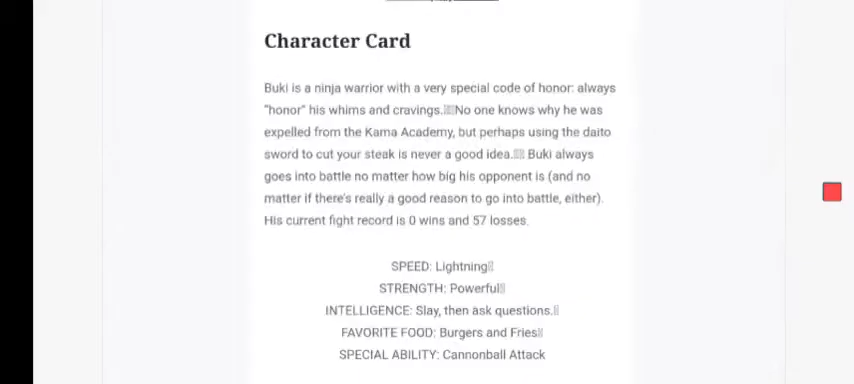 Character Card
Buki is a ninja warrior with a very special code of honor: always
"honor" his whims and cravings. No one knows why he was
expelled from the Kama Academy, but perhaps using the daito
sword to cut your steak is never a good idea. Buki always
goes into battle no matter how big his opponent is (and no
matter if there's really a good reason to go into battle, either).
His current fight record is 0 wins and 57 losses.
SPEED: Lightning
STRENGTH: Powerful
INTELLIGENCE: Slay, then ask questions.
FAVORITE FOOD: Burgers and Fries
SPECIAL ABILITY: Cannonball Attack